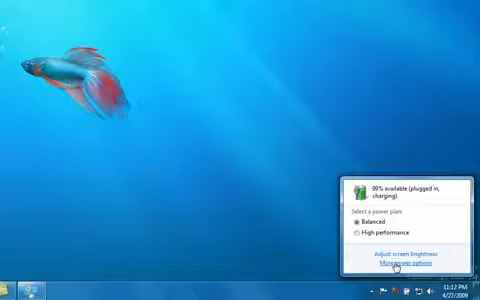 99% available (plugged in,
charging)
Select a power plan:
Balanced
High performance
Adjust screen brightness
More power options
11:12 PM
4/27/2009